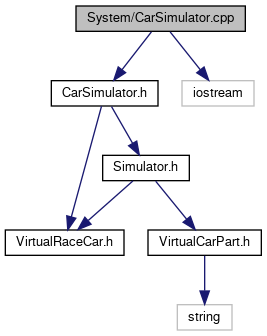 System/CarSimulator.cpp
CarSimulator.h
iostream
Simulator.h
VirtualRaceCar.h
VirtualCarPart.h
string